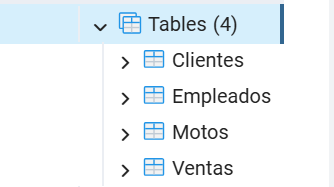 Tables (4)
Clientes
Empleados
Motos
Ventas